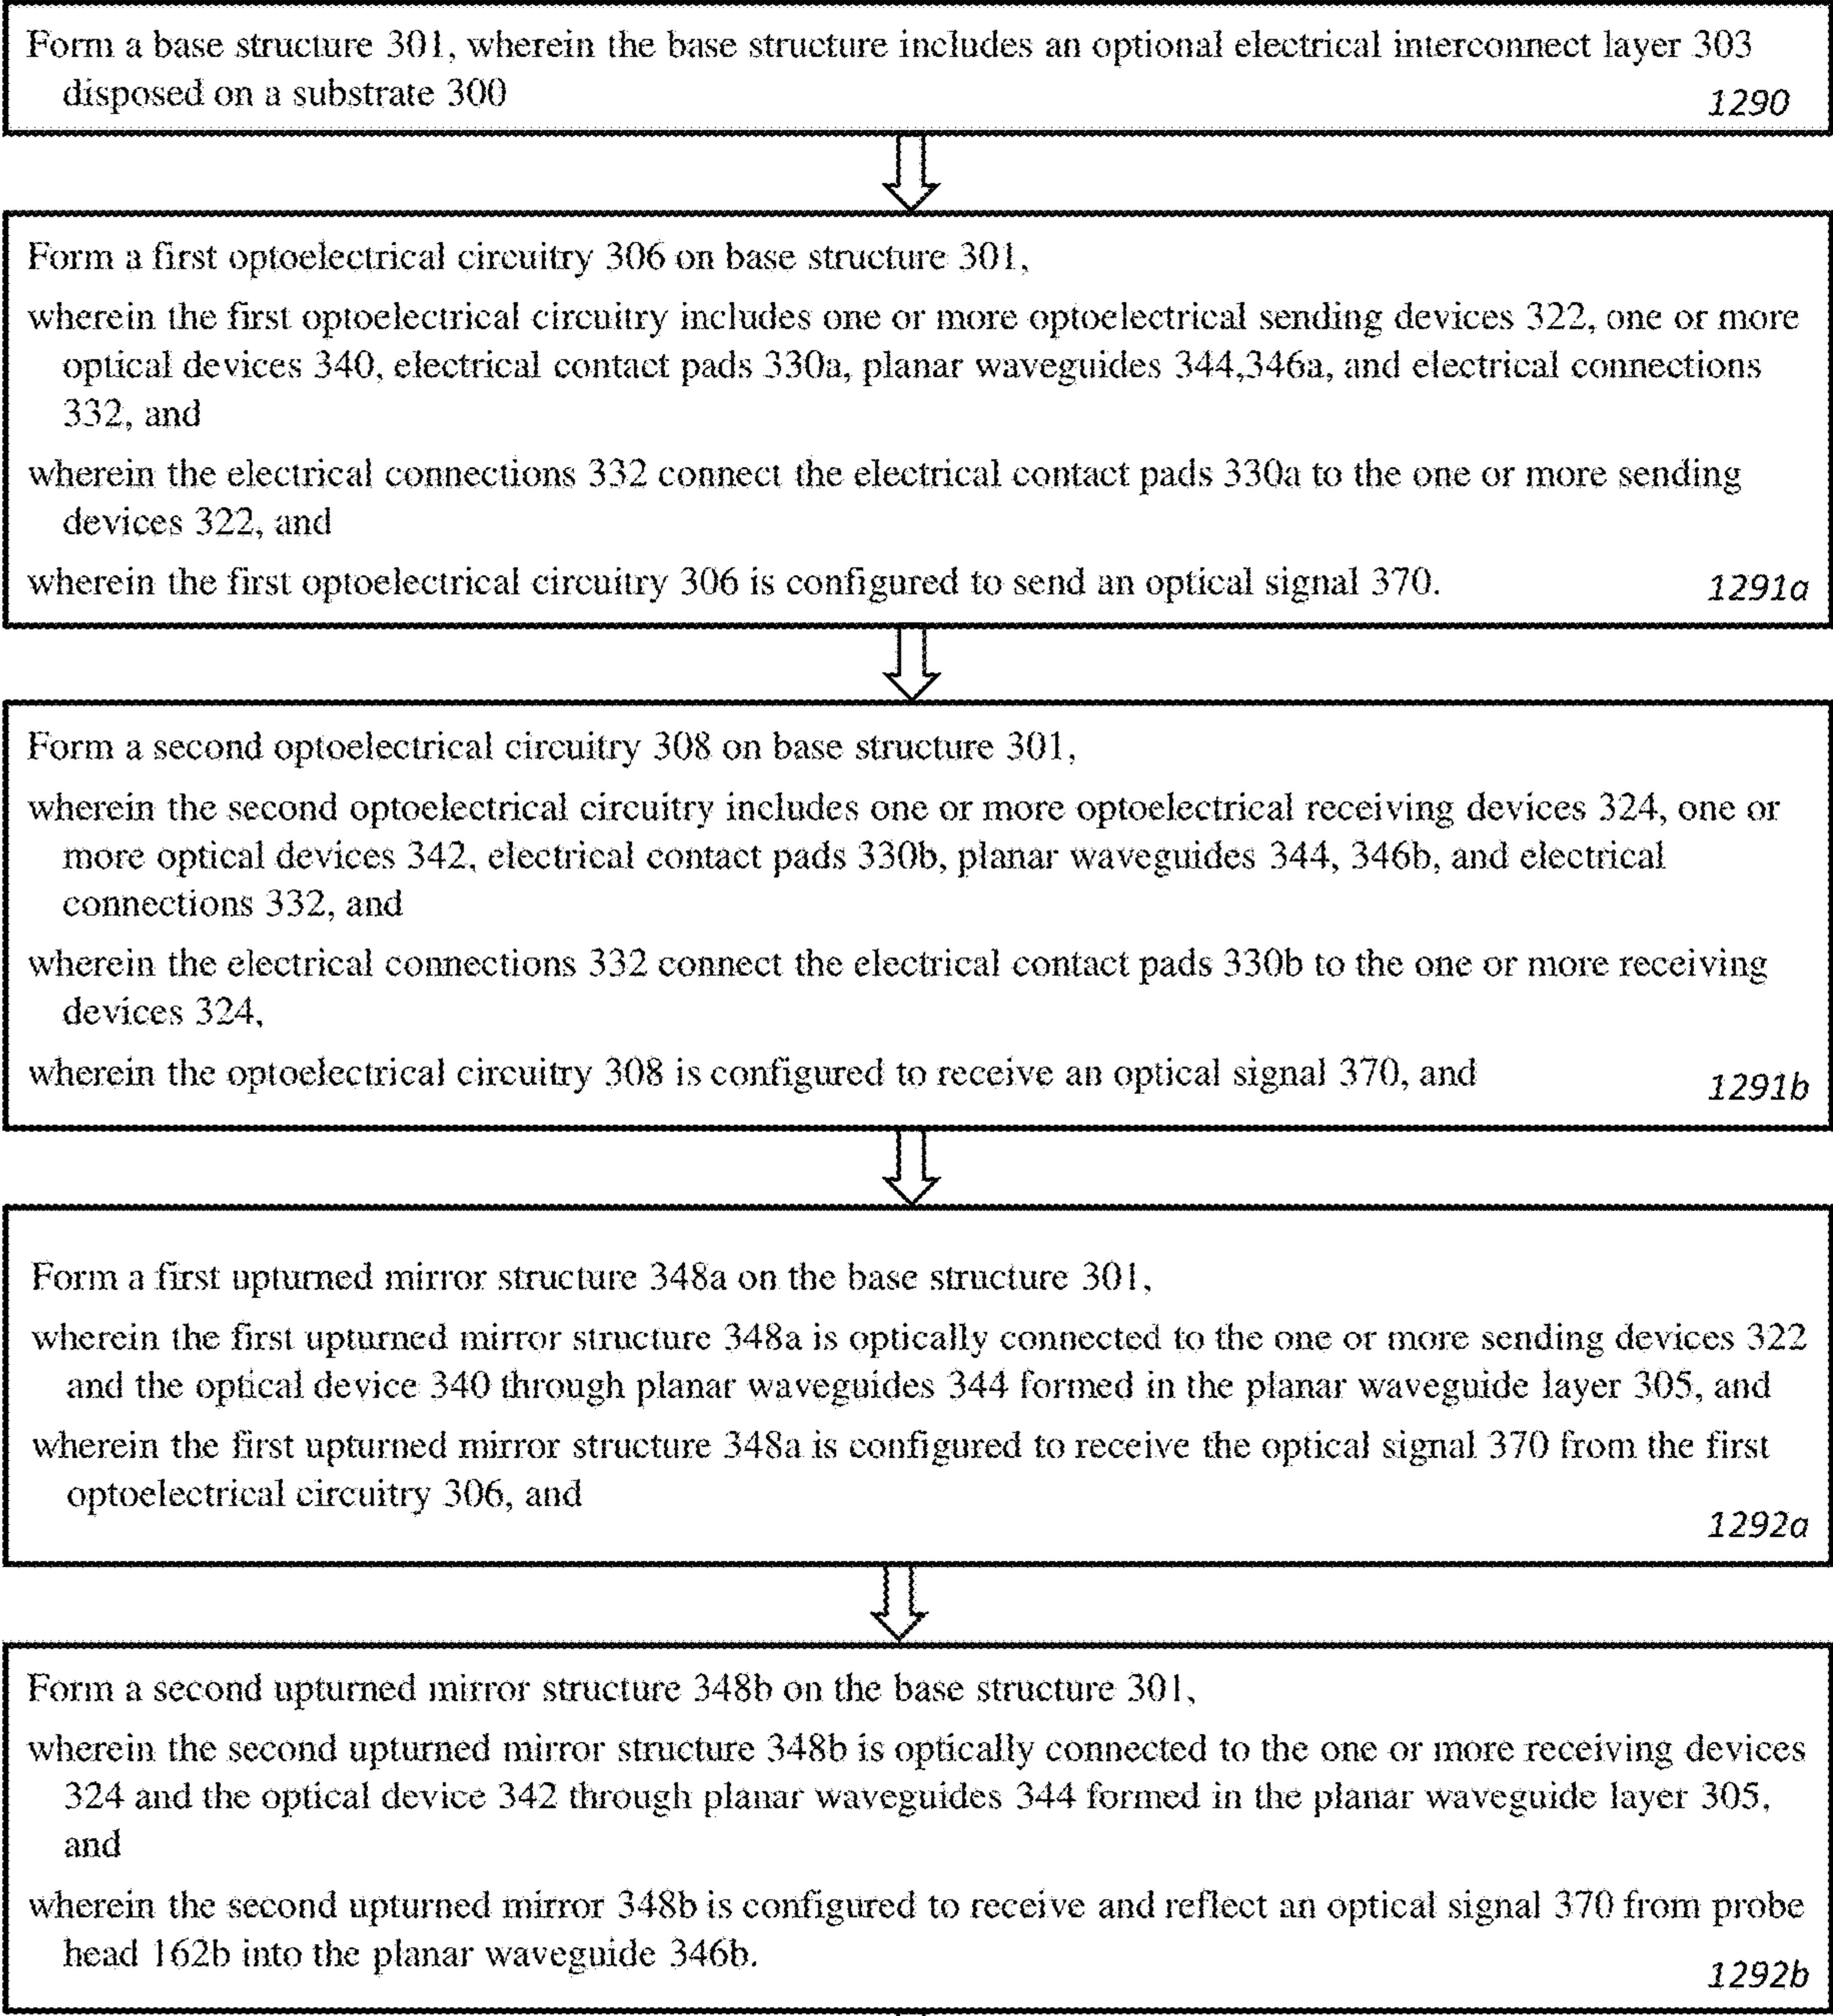 Form a base structure 301, wherein the base structure includes an optional electrical interconnect layer 303
disposed on a substrate 300
1290
Form a first optoelectrical circuitry 306 on base structure 301,
wherein the first optoelectrical circuitry includes one or more optoelectrical sending devices 322, one or more
optical devices 340, electrical contact pads 330a, planar waveguides 344,346a, and electrical connections
332, and
wherein the electrical connections 332 connect the electrical contact pads 330a to the one or more sending
devices 322, and
wherein the first optoelectrical circuitry 306 is configured to send an optical signal 370.
1291a
Form a second optoelectrical circuitry 308 on base structure 301,
wherein the second optoelectrical circuitry includes one or more optoelectrical receiving devices 324, one or
more optical devices 342, electrical contact pads 330b, planar waveguides 344, 346b, and electrical
connections 332, and
wherein the electrical connections 332 connect the electrical contact pads 330b to the one or more receiving
devices 324,
wherein the optoelectrical circuitry 308 is configured to receive an optical signal 370, and
1291b
Form a first upturned mirror structure 348a on the base structure 301,
wherein the first upturned mirror structure 348a is optically connected to the one or more sending devices 322
and the optical device 340 through planar waveguides 344 formed in the planar waveguide layer 305, and
wherein the first upturned mirror structure 348a is configured to receive the optical signal 370 from the first
optoelectrical circuitry 306, and
1292a
Form a second upturned mirror structure 348b on the base structure 301,
wherein the second upturned mirror structure 348b is optically connected to the one or more receiving devices
324 and the optical device 342 through planar waveguides 344 formed in the planar waveguide layer 305,
and
wherein the second upturned mirror 348b is configured to receive and reflect an optical signal 370 from probe
head 162b into the planar waveguide 346b.
1292b